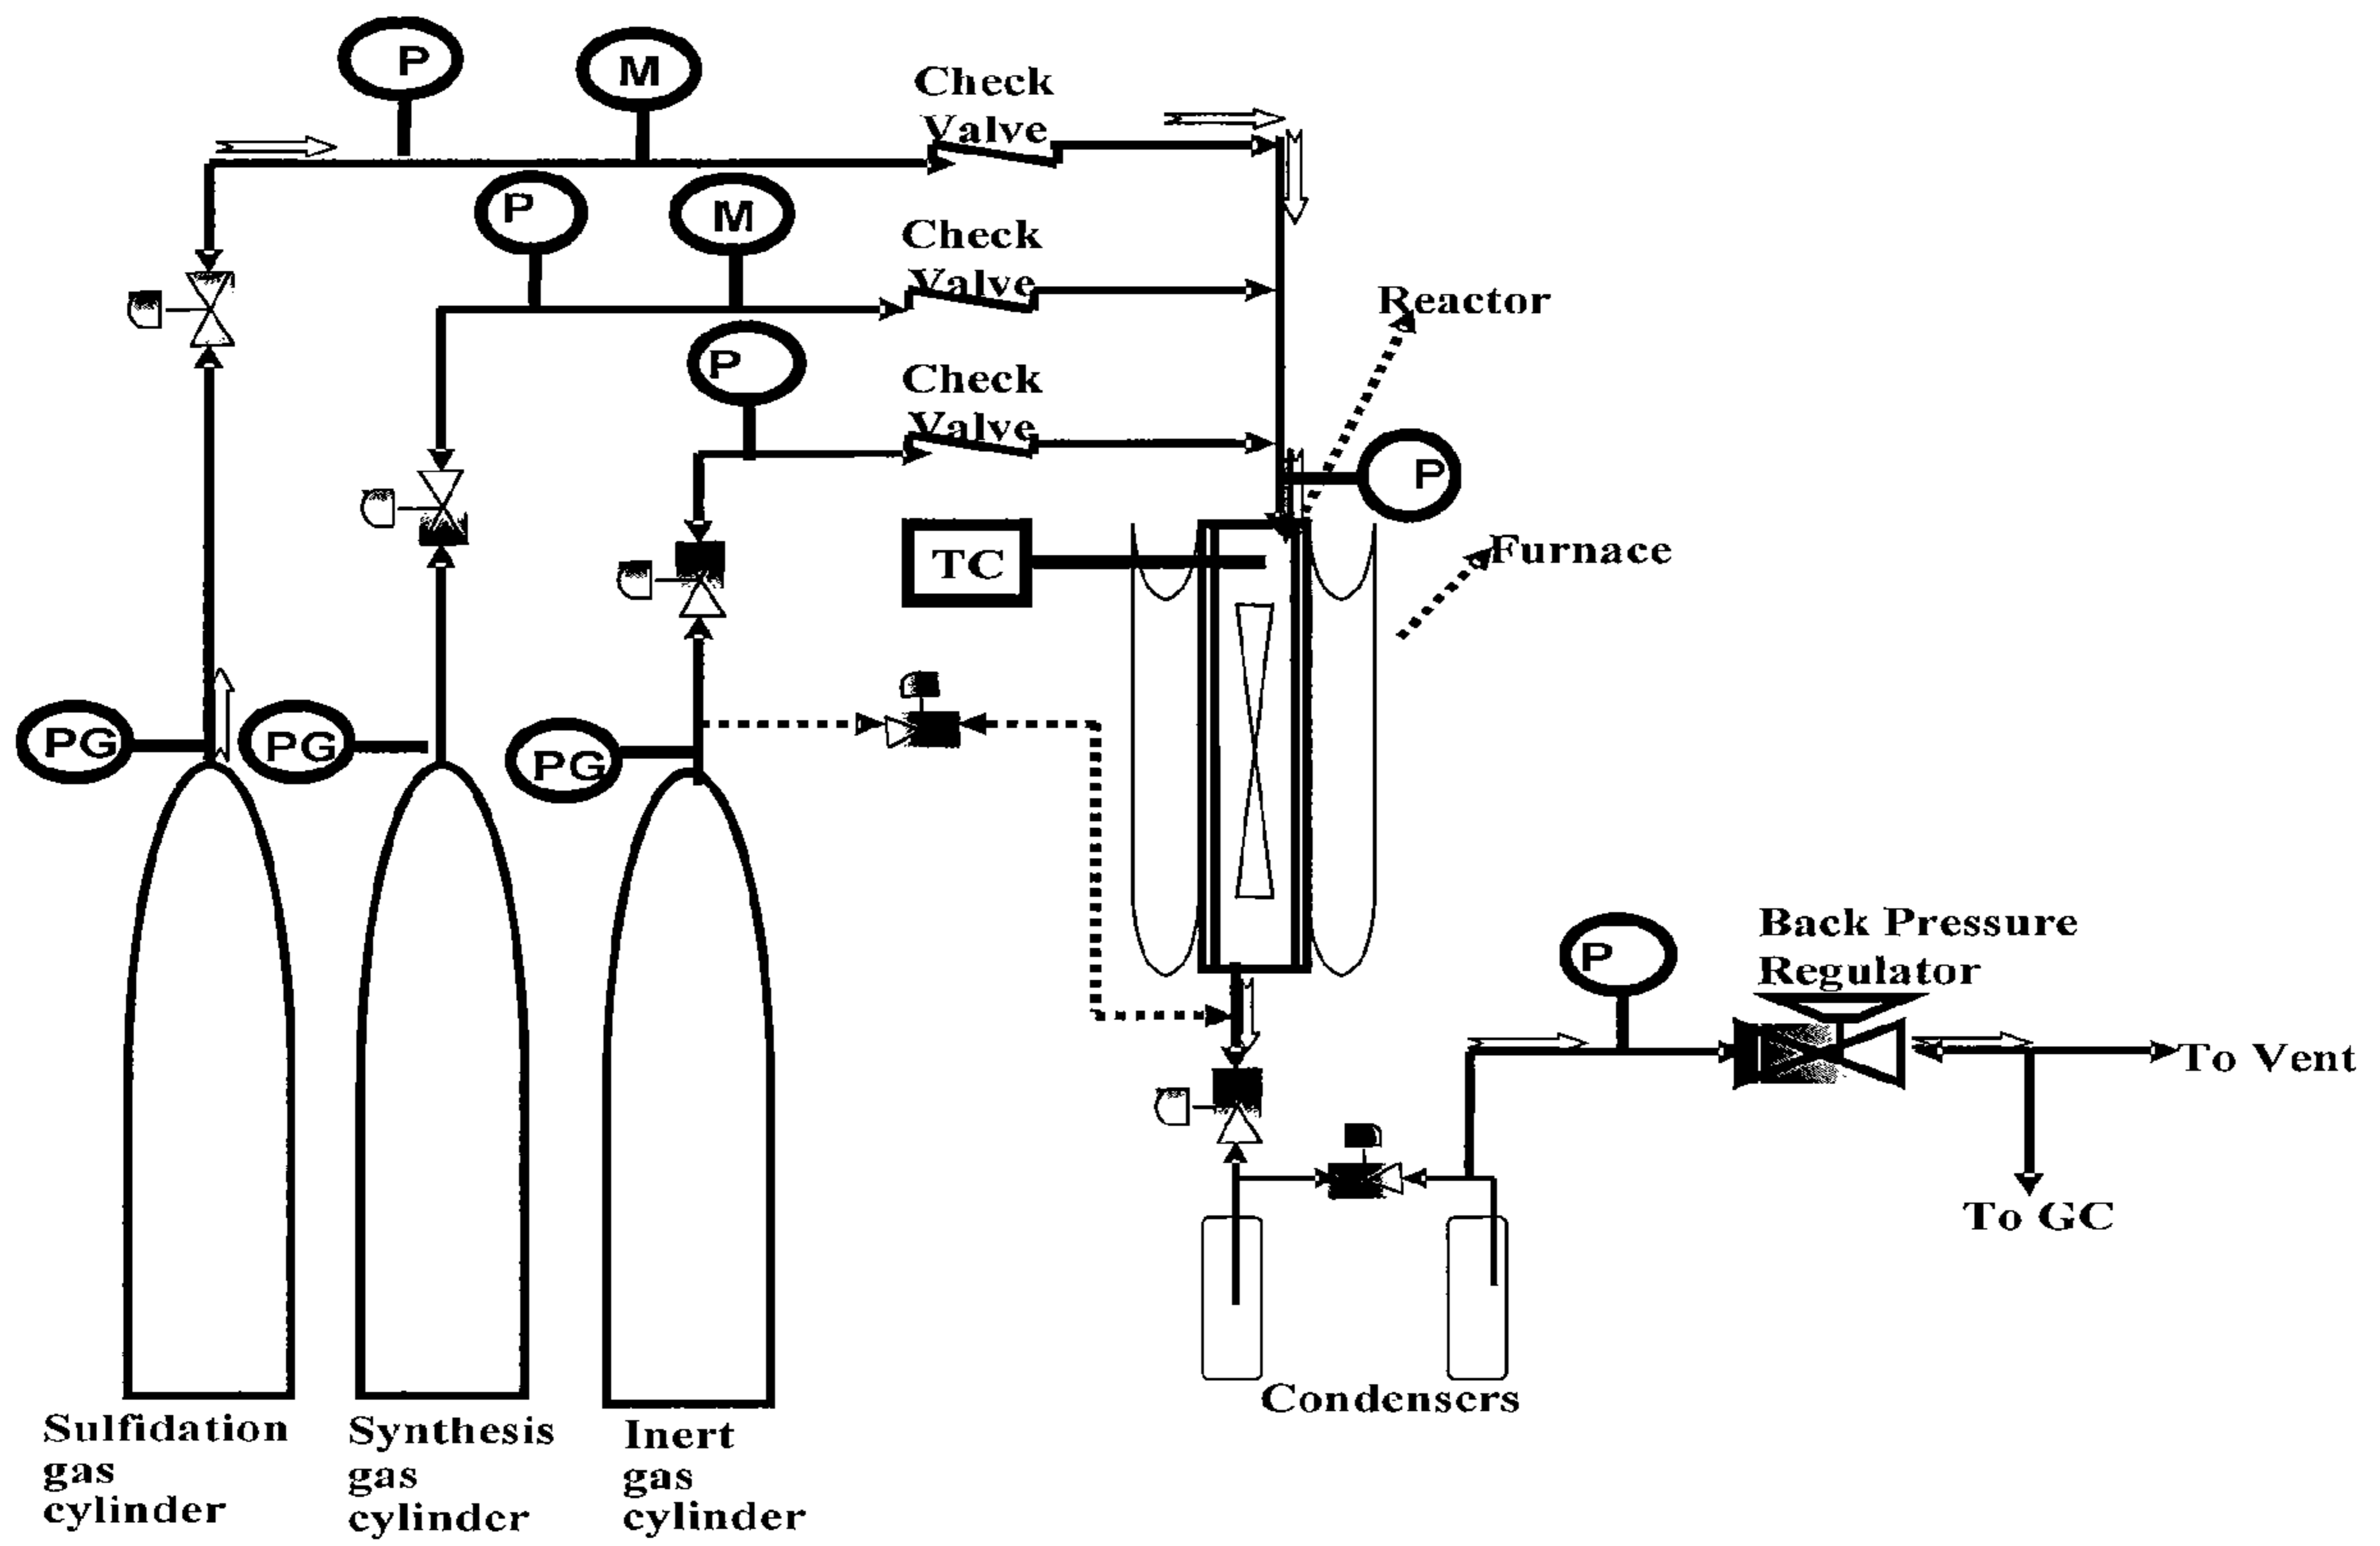 P
M
Check
Valve
P
M
Check
Valve
Reactor
P
Check
Valve
P
TC
Furnace
PG
PG
PG
Back Pressure
Regulator
P
To Vent
To GC
Condensers
Sulfidation
gas
cylinder
Synthesis
gas
cylinder
Inert
gas
cylinder